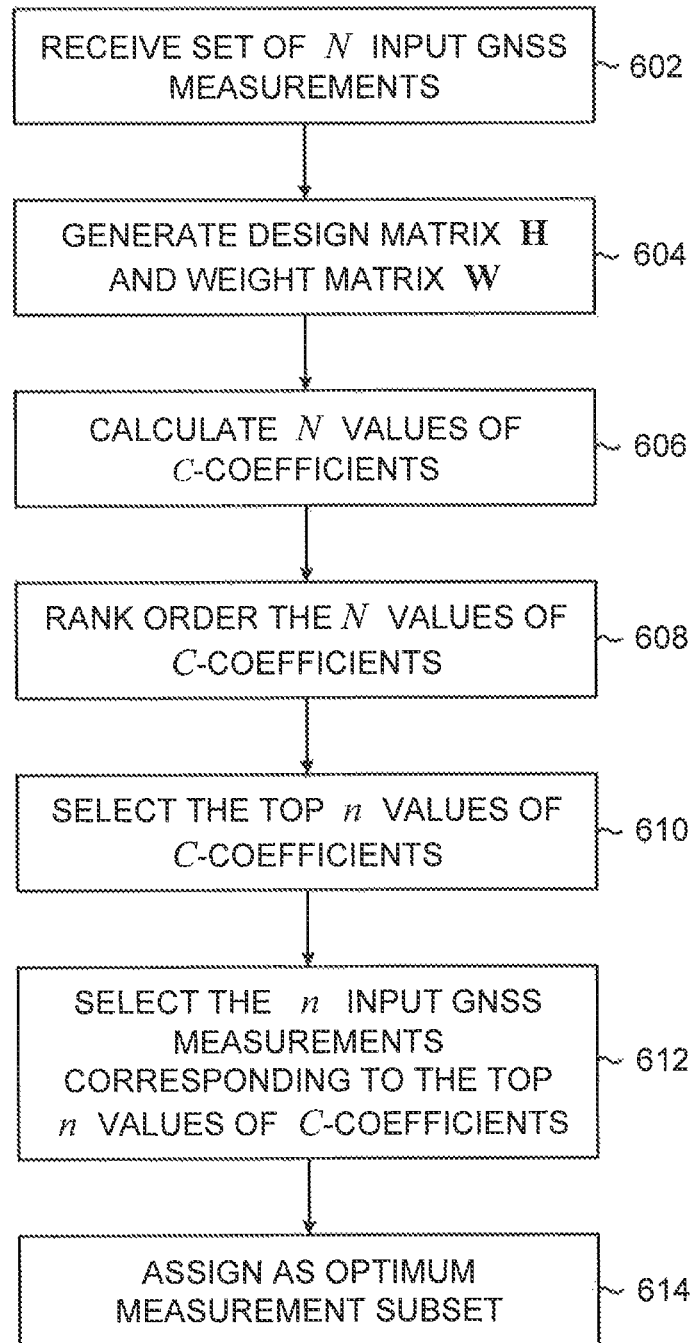 RECEIVE SET OF N INPUT GNSS
MEASUREMENTS
602
GENERATE DESIGN MATRIX H
AND WEIGHT MATRIX W
604
CALCULATE N VALUES OF
C-COEFFICIENTS
606
RANK ORDER THE N VALUES OF
C-COEFFICIENTS
608
SELECT THE TOP n VALUES OF
C-COEFFICIENTS
610
SELECT THE n INPUT GNSS
MEASUREMENTS
CORRESPONDING TO THE TOP
n VALUES OF C-COEFFICIENTS
612
ASSIGN AS OPTIMUM
MEASUREMENT SUBSET
614